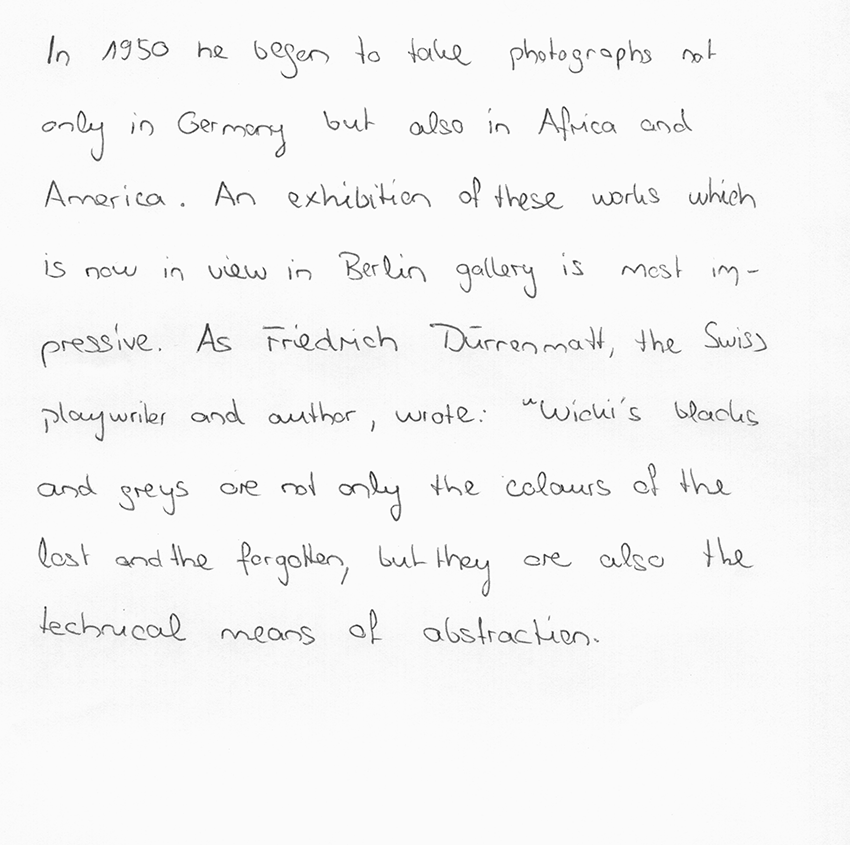 In 1950 he began to take photographs not
only in Germany but also in Africa and
America. An exhibition of these works which
is now in view in Berlin gallery is most im-
pressive. As Friedrich Dürrenmatt, the Swiss
playwriter and author, wrote: "Wicki's blacks
and greys are not only the colours of the
lost and the forgotten, but they are also the
technical means of abstraction.